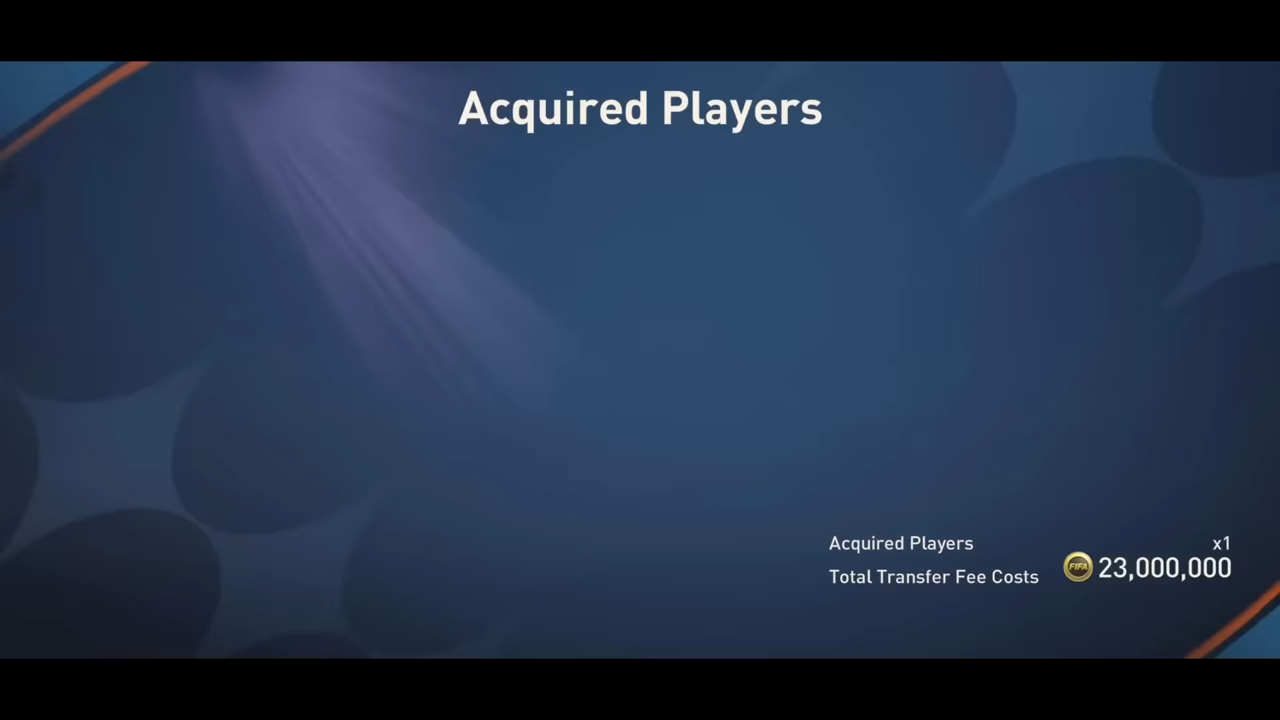 Acquired Players
Acquired Players x1
Total Transfer Fee Costs FIFA 23,000,000